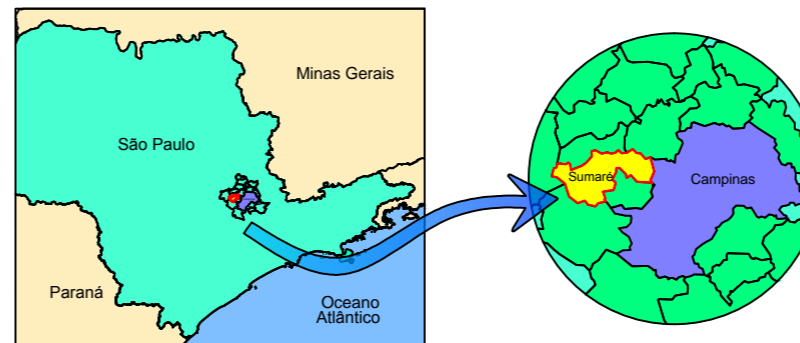 Minas Gerais
São Paulo
Sumaré
Campinas
Paraná
Oceano
Atlântico